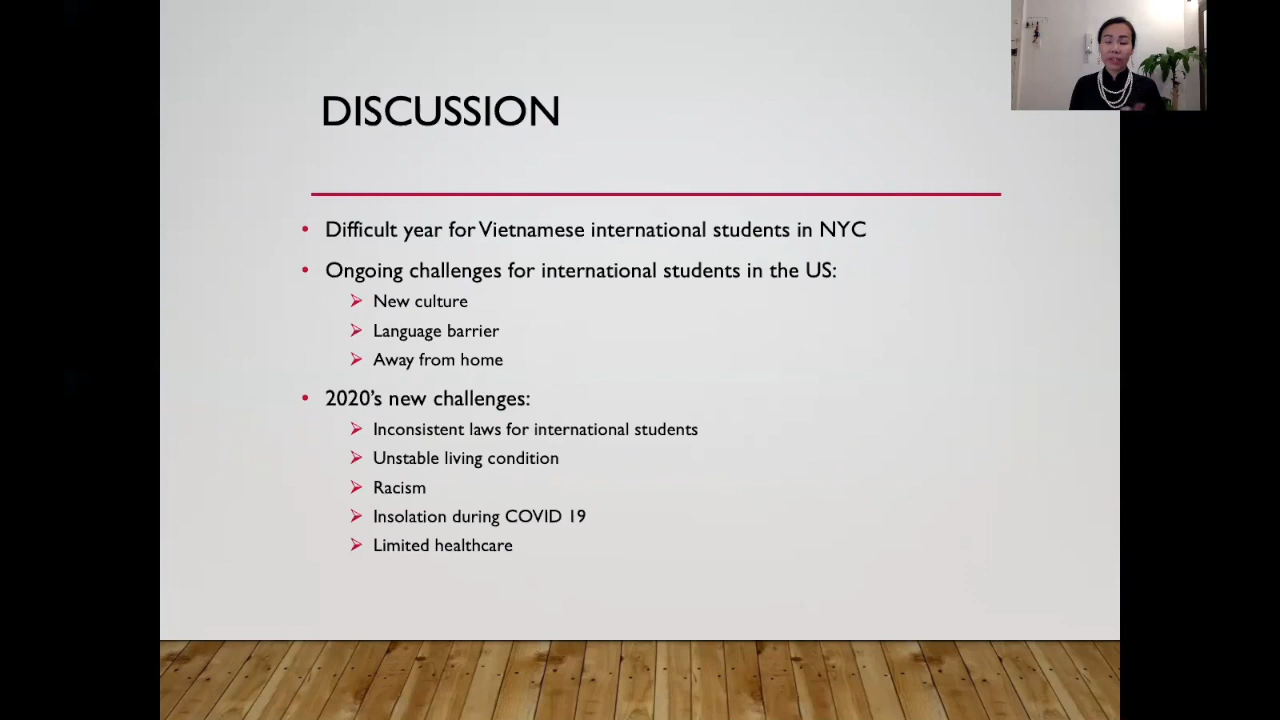 DISCUSSION
Difficult year for Vietnamese international students in NYC
Ongoing challenges for international students in the US:
New culture
Language barrier
Away from home
2020's new challenges:
Inconsistent laws for international students
Unstable living condition
Racism
Insolation during COVID 19
Limited healthcare